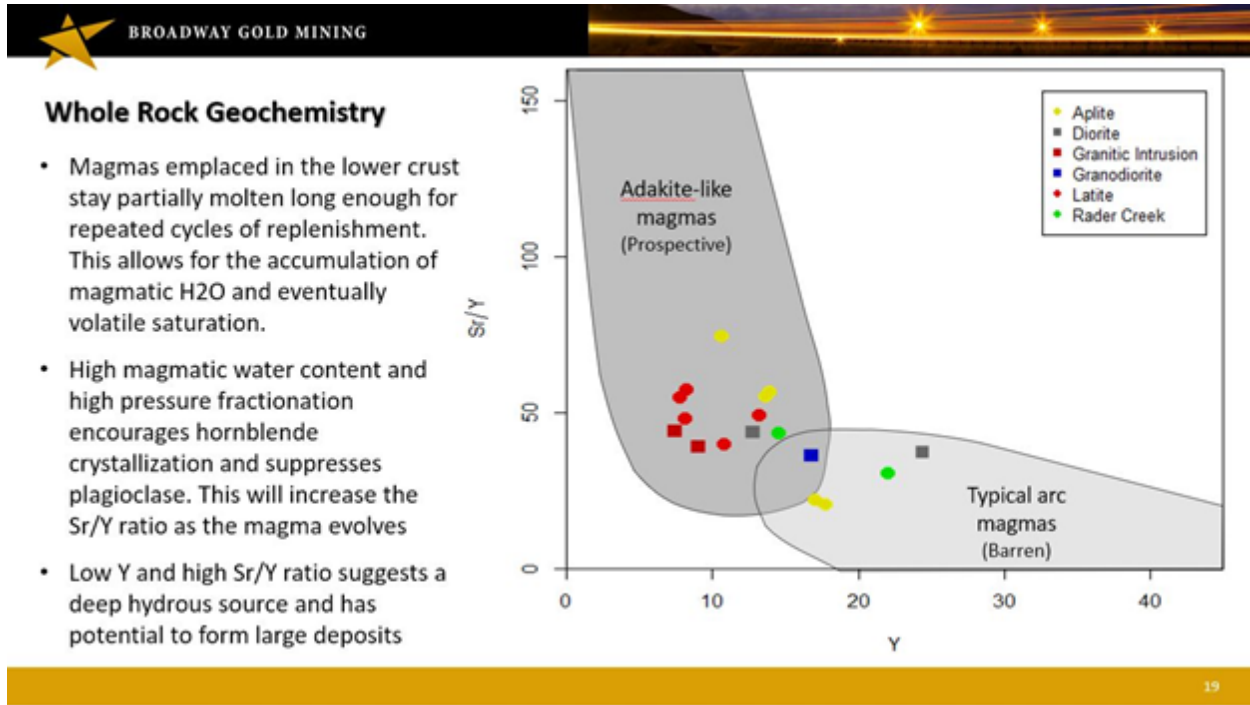 BROADWAY GOLD MINING
Whole Rock Geochemistry
• Magmas emplaced in the lower crust
stay partially molten long enough for
repeated cycles of replenishment.
This allows for the accumulation of
magmatic H2O and eventually
volatile saturation.
• High magmatic water content and
high pressure fractionation
encourages hornblende
crystallization and suppresses
plagioclase. This will increase the
Sr/Y ratio as the magma evolves
• Low Y and high Sr/Y ratio suggests a
deep hydrous source and has
potential to form large deposits
Sr/Y
150
100
50
0
Adakite-like
magmas
(Prospective)
Typical arc
magmas
(Barren)
Aplite
Diorite
Granitic Intrusion
Granodiorite
Latite
Rader Creek
0 10 20 30 40
Y
19